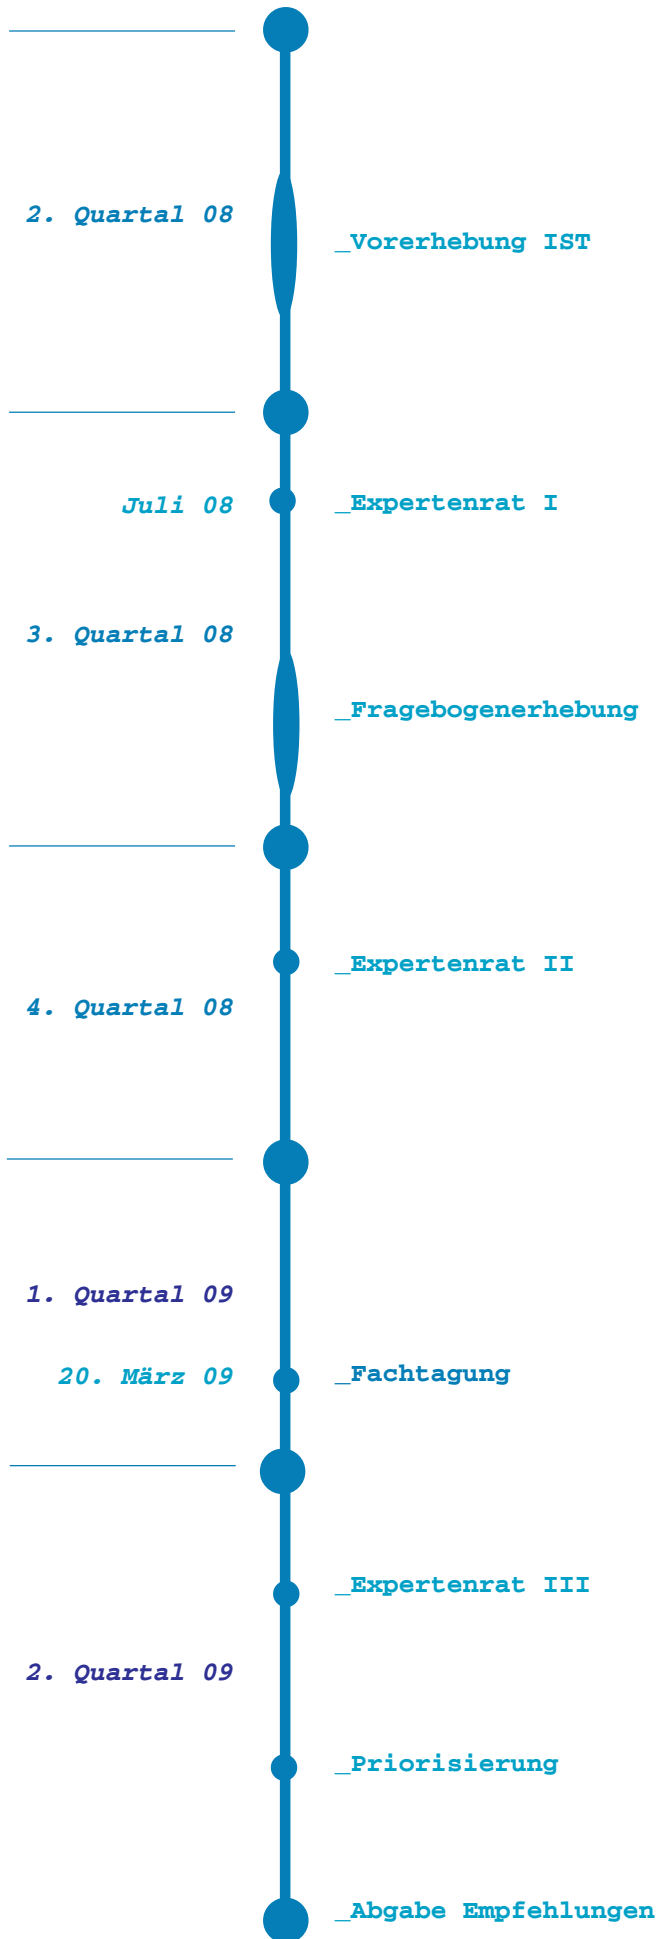 2. Quartal 08
_Vorerhebung IST
Juli 08
_Expertenrat I
3. Quartal 08
_Fragebogenerhebung
_Expertenrat II
4. Quartal 08
1. Quartal 09
20. März 09
_Fachtagung
_Expertenrat III
2. Quartal 09
_Priorisierung
_Abgabe Empfehlungen